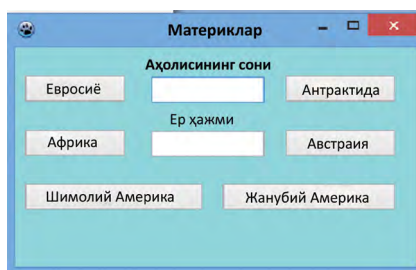 Материклар
Аҳолисининг сони
Евросиё
Антрактида
Ер ҳажми
Африка
Австраия
Шимолий Америка
Жанубий Америка